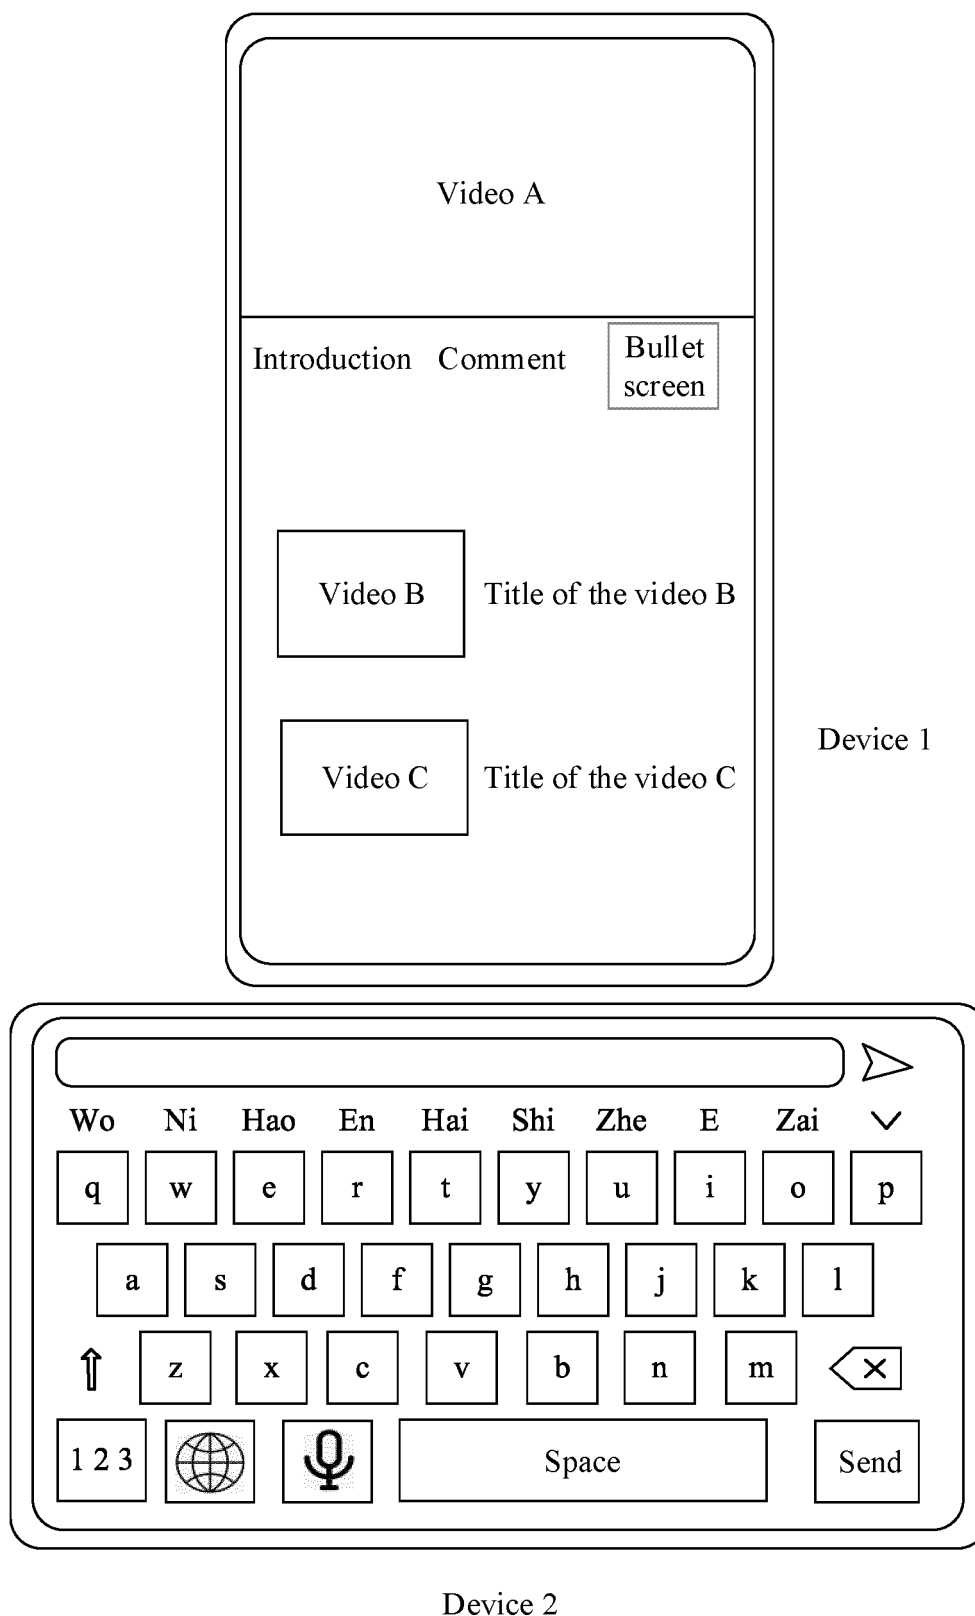 Video A
Introduction Comment Bullet screen
Video B Title of the video B
Video C Title of the video C
Device 1
Wo Ni Hao En Hai Shi Zhe E Zai
q w e r t y u i o p
a s d f g h j k l
z x c v b n m
1 2 3 Space Send
Device 2